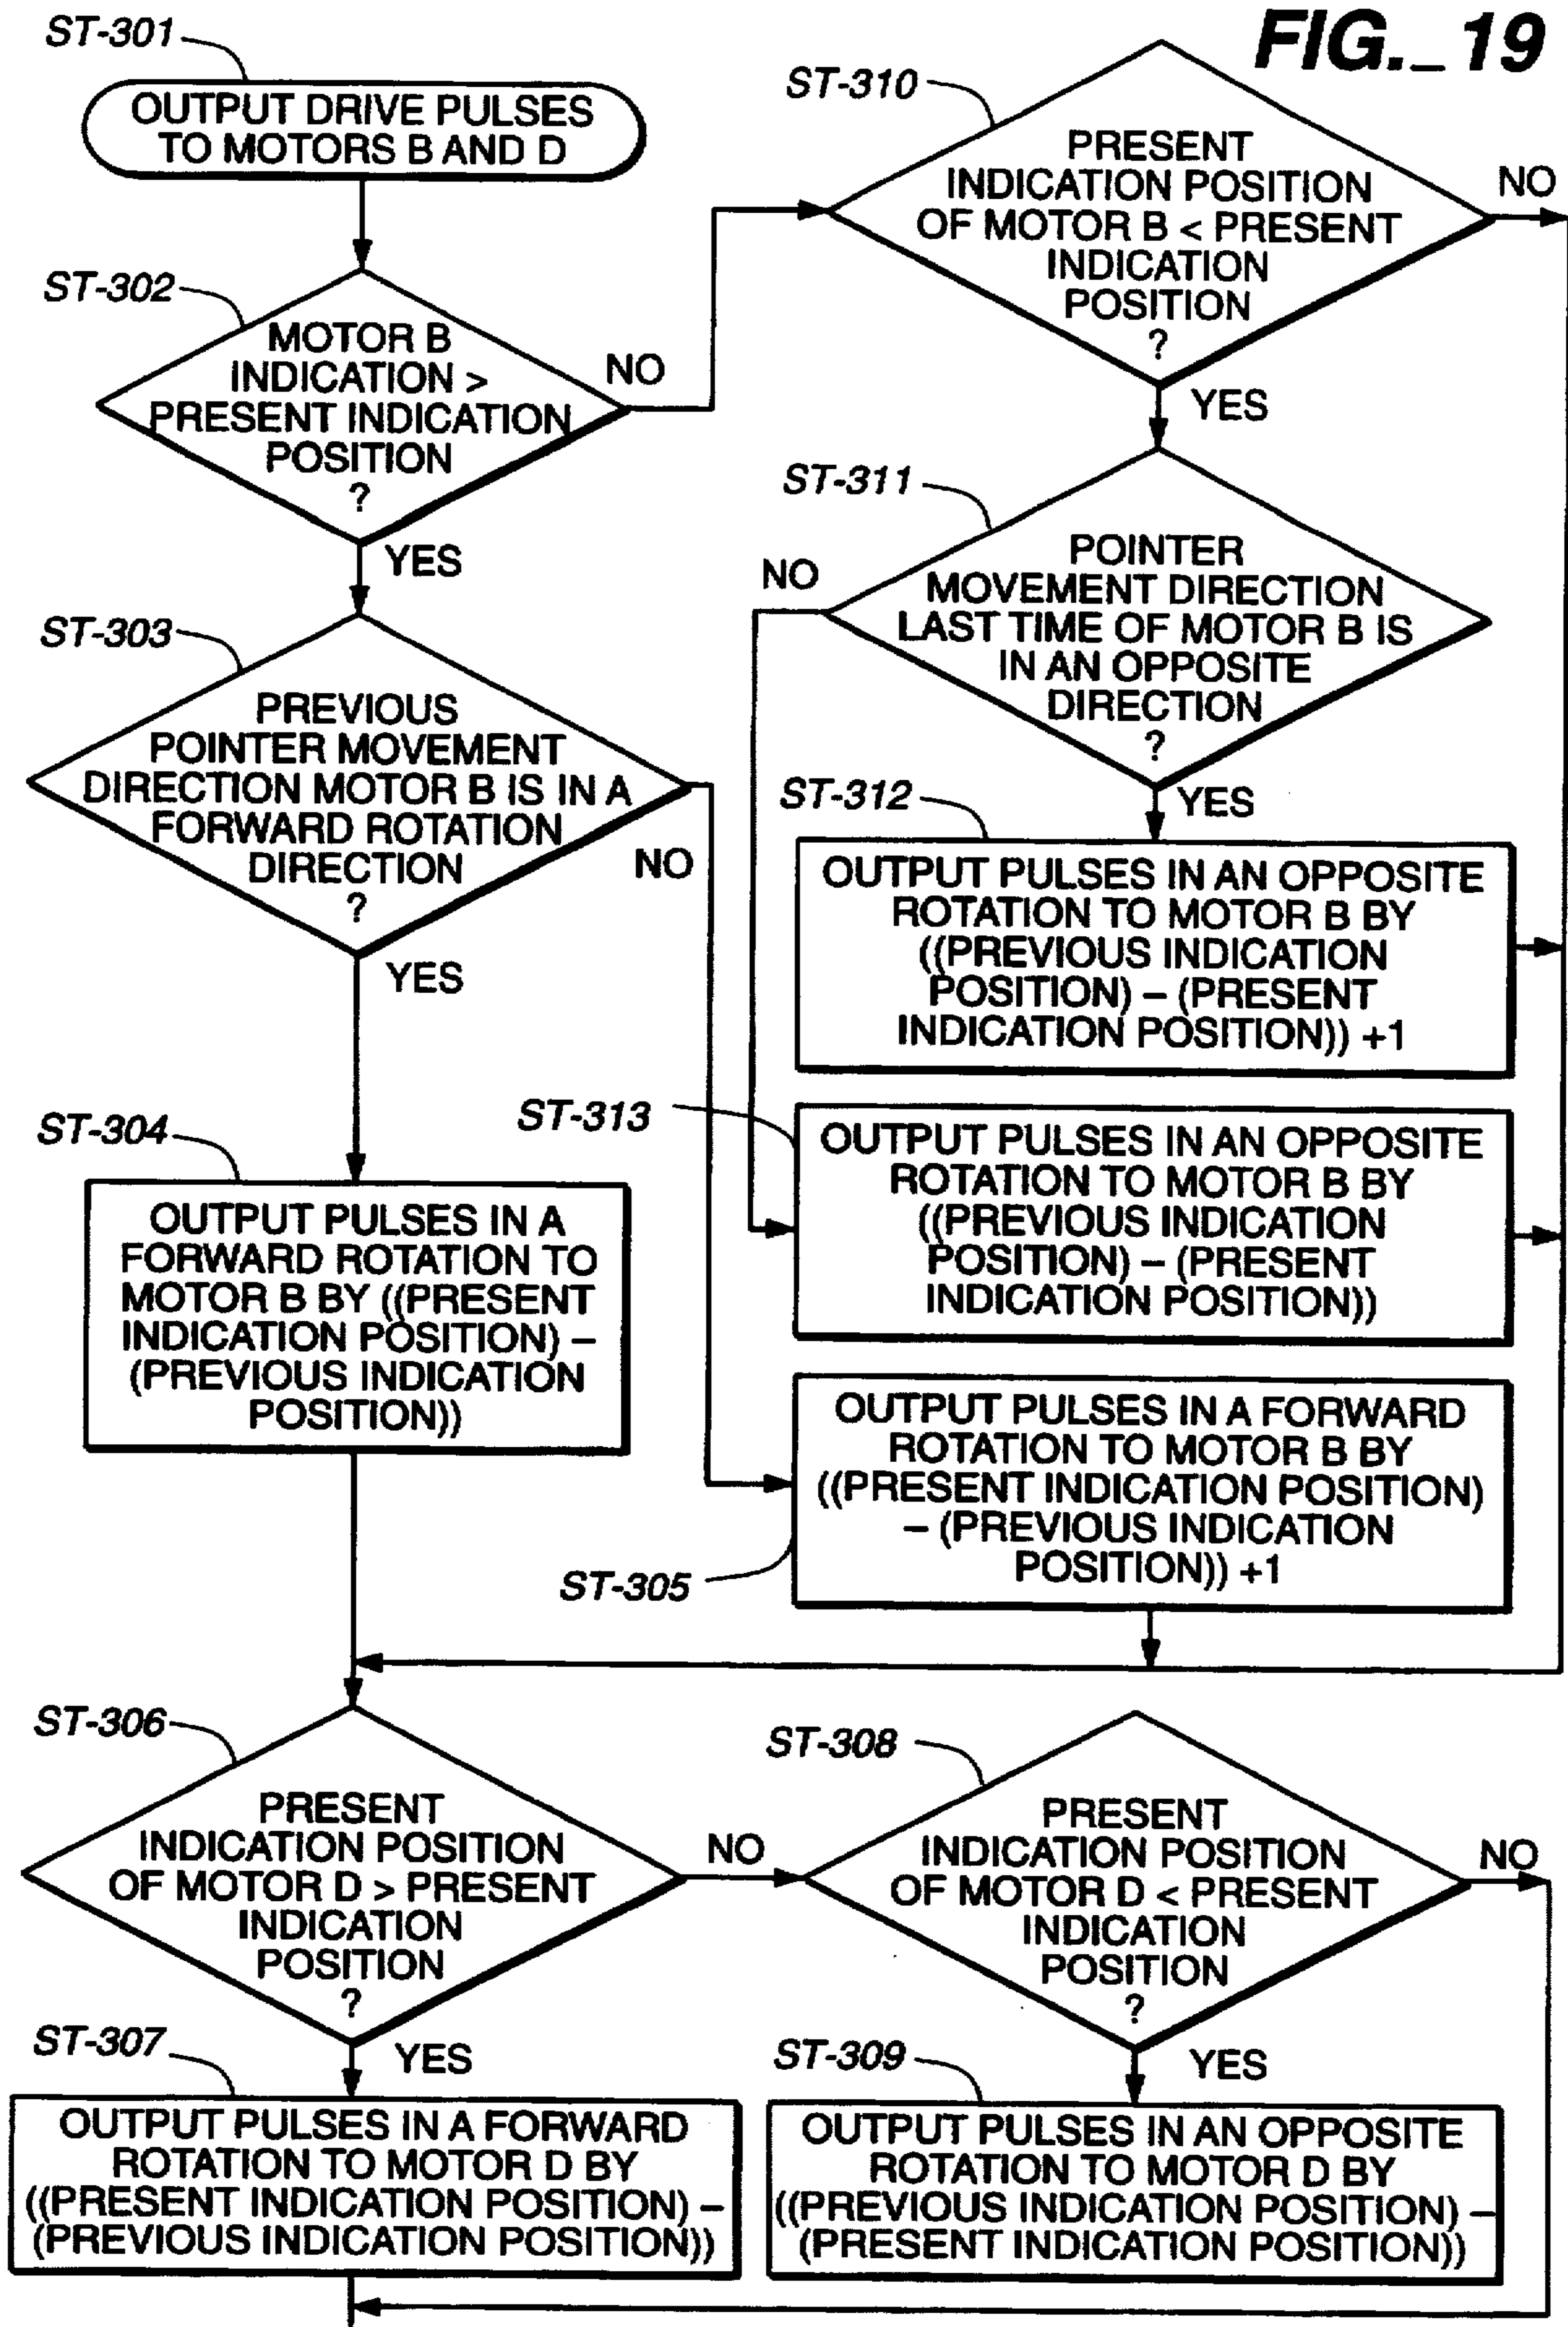 FIG._19
ST-301
OUTPUT DRIVE PULSES
TO MOTORS B AND D
ST-302
MOTOR B
INDICATION >
PRESENT INDICATION
POSITION
?
NO
YES
ST-303
PREVIOUS
POINTER MOVEMENT
DIRECTION MOTOR B IS IN A
FORWARD ROTATION
DIRECTION
?
NO
YES
ST-304
OUTPUT PULSES IN A
FORWARD ROTATION TO
MOTOR B BY ((PRESENT
INDICATION POSITION) –
(PREVIOUS INDICATION
POSITION))
ST-310
PRESENT
INDICATION POSITION
OF MOTOR B < PRESENT
INDICATION
POSITION
?
NO
YES
ST-311
POINTER
MOVEMENT DIRECTION
LAST TIME OF MOTOR B IS
IN AN OPPOSITE
DIRECTION
?
NO
YES
ST-312
OUTPUT PULSES IN AN OPPOSITE
ROTATION TO MOTOR B BY
((PREVIOUS INDICATION
POSITION) – (PRESENT
INDICATION POSITION)) +1
ST-313
OUTPUT PULSES IN AN OPPOSITE
ROTATION TO MOTOR B BY
((PREVIOUS INDICATION
POSITION) – (PRESENT
INDICATION POSITION))
OUTPUT PULSES IN A FORWARD
ROTATION TO MOTOR B BY
((PRESENT INDICATION POSITION)
– (PREVIOUS INDICATION
POSITION)) +1
ST-305
ST-306
PRESENT
INDICATION POSITION
OF MOTOR D > PRESENT
INDICATION
POSITION
?
NO
YES
ST-307
OUTPUT PULSES IN A FORWARD
ROTATION TO MOTOR D BY
((PRESENT INDICATION POSITION) –
(PREVIOUS INDICATION POSITION))
ST-308
PRESENT
INDICATION POSITION
OF MOTOR D < PRESENT
INDICATION
POSITION
?
NO
YES
ST-309
OUTPUT PULSES IN AN OPPOSITE
ROTATION TO MOTOR D BY
((PREVIOUS INDICATION POSITION) –
(PRESENT INDICATION POSITION))